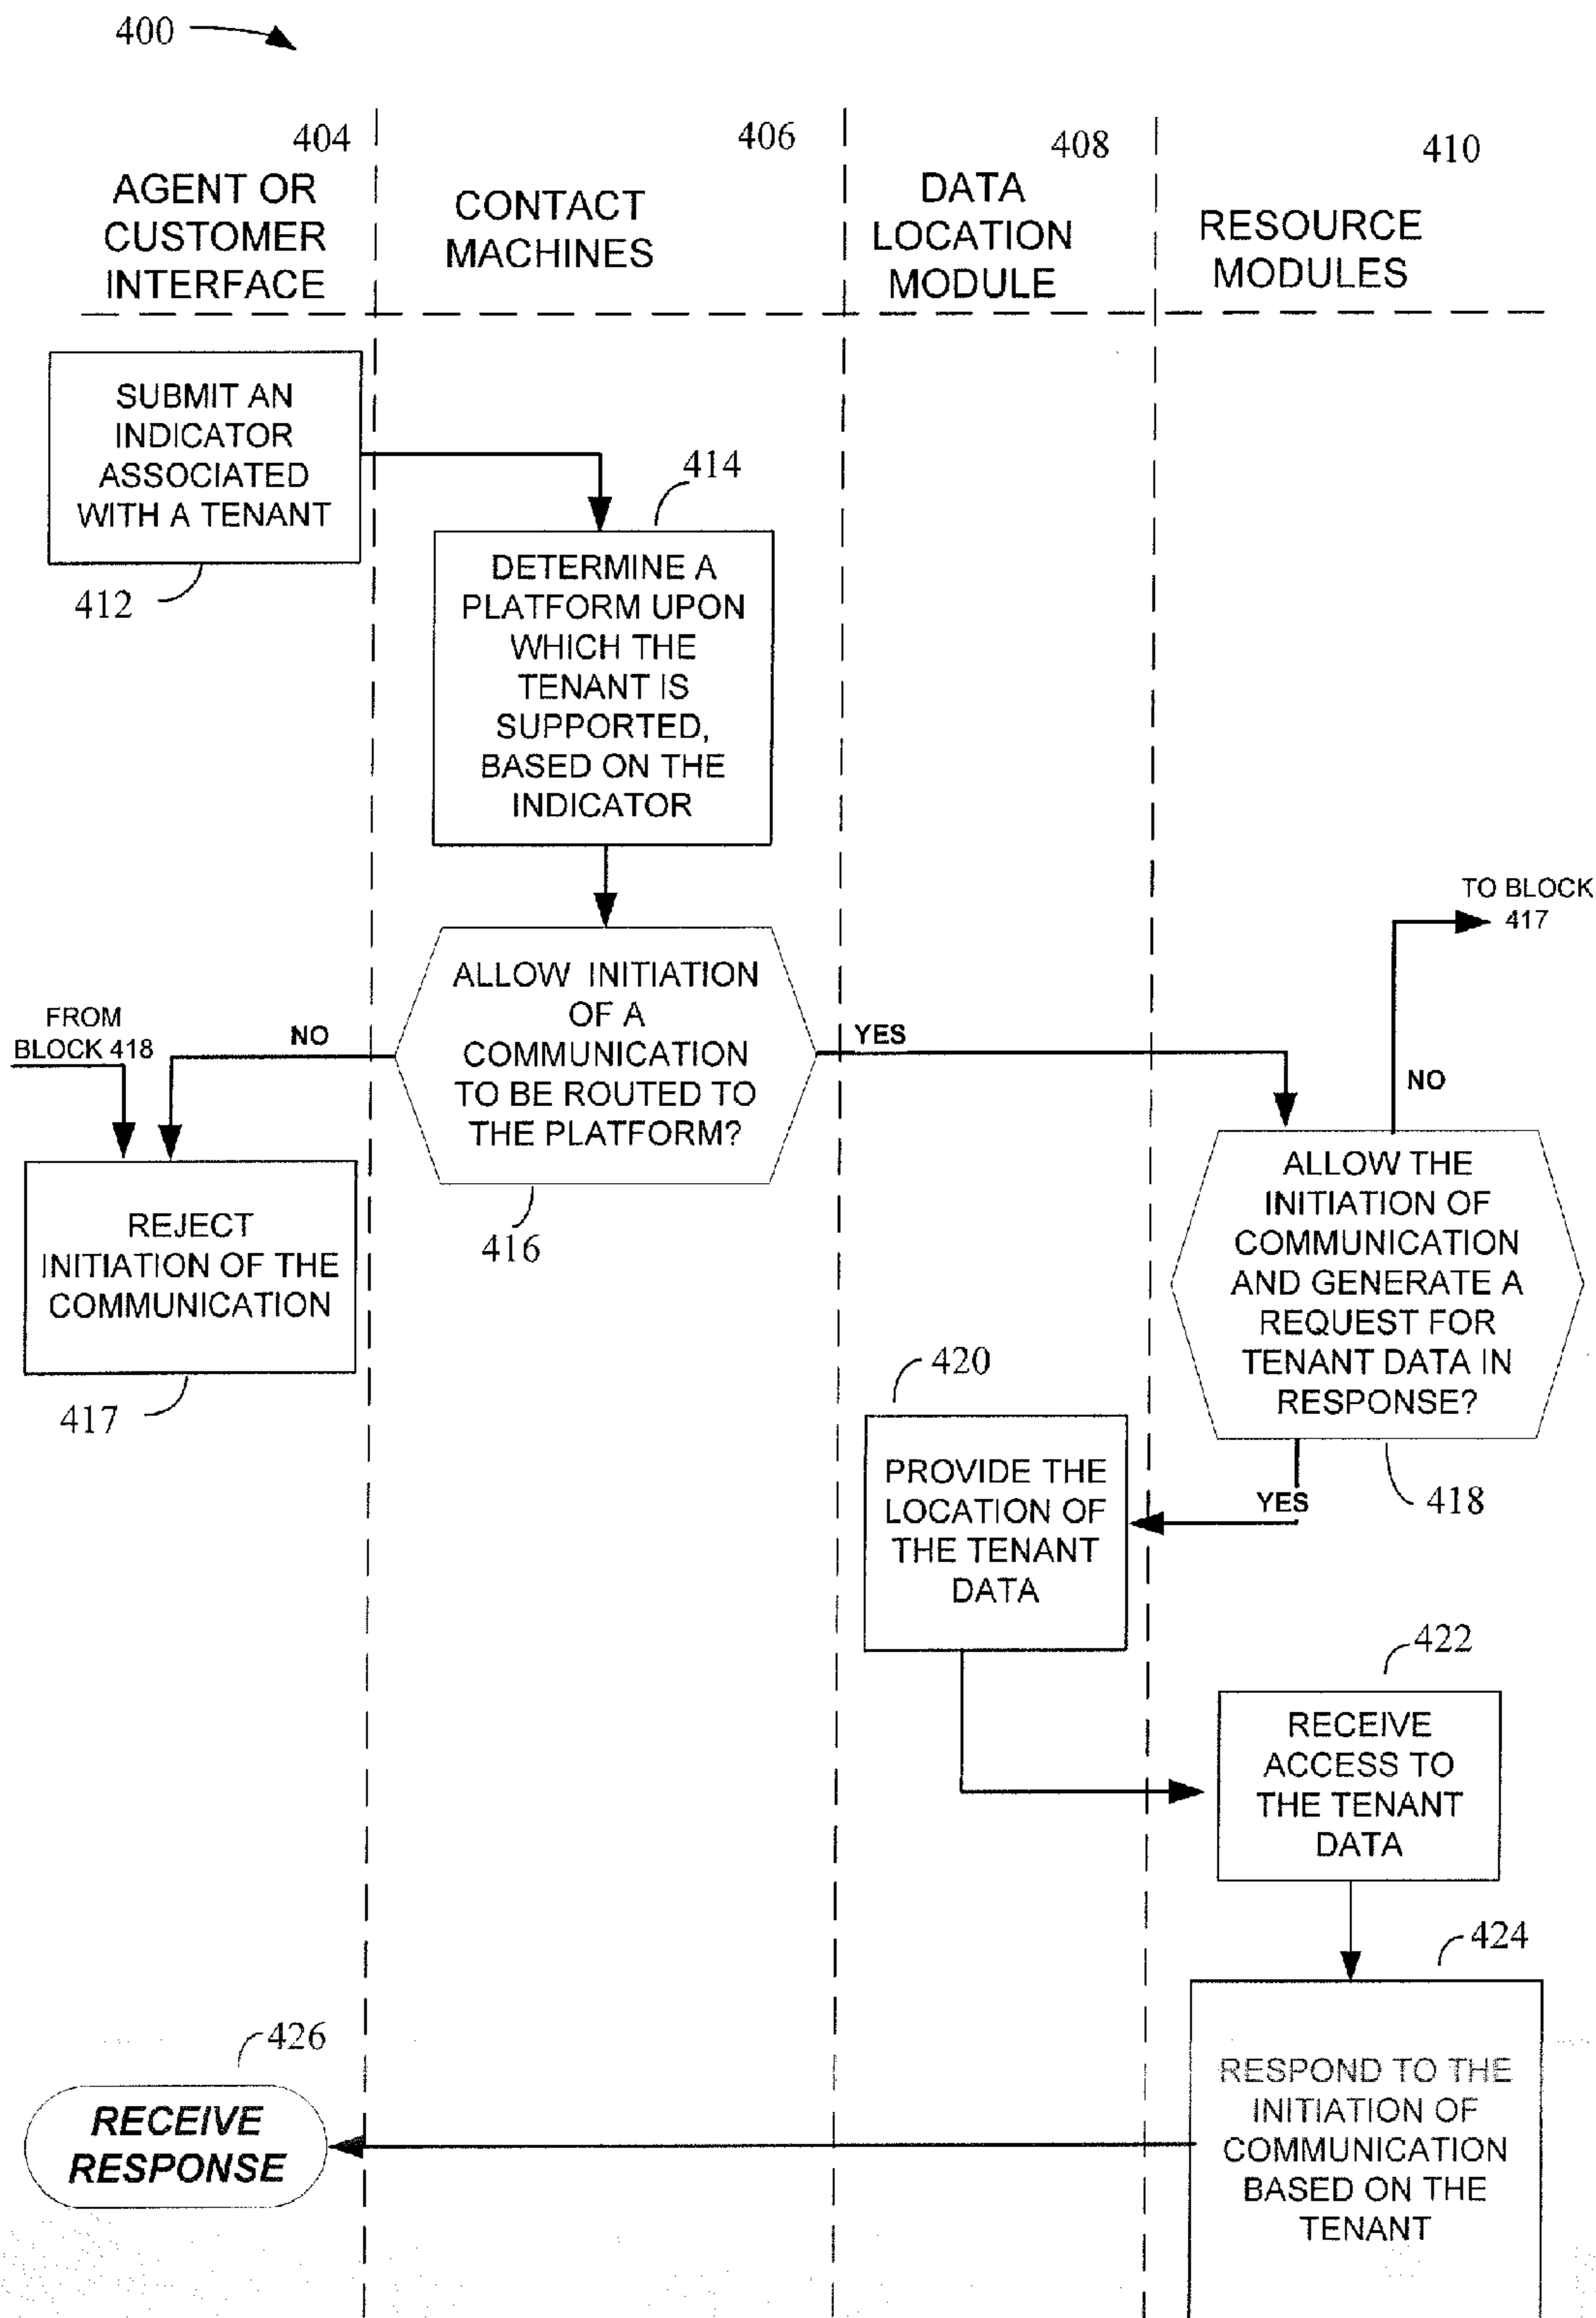 400
404
AGENT OR
CUSTOMER
INTERFACE
406
CONTACT
MACHINES
408
DATA
LOCATION
MODULE
410
RESOURCE
MODULES
SUBMIT AN
INDICATOR
ASSOCIATED
WITH A TENANT
412
414
DETERMINE A
PLATFORM UPON
WHICH THE
TENANT IS
SUPPORTED,
BASED ON THE
INDICATOR
TO BLOCK
417
ALLOW INITIATION
OF A
COMMUNICATION
TO BE ROUTED TO
THE PLATFORM?
416
FROM
BLOCK 418
NO
YES
NO
REJECT
INITIATION OF THE
COMMUNICATION
417
ALLOW THE
INITIATION OF
COMMUNICATION
AND GENERATE A
REQUEST FOR
TENANT DATA IN
RESPONSE?
418
YES
420
PROVIDE THE
LOCATION OF
THE TENANT
DATA
422
RECEIVE
ACCESS TO
THE TENANT
DATA
424
RESPOND TO THE
INITIATION OF
COMMUNICATION
BASED ON THE
TENANT
426
RECEIVE
RESPONSE